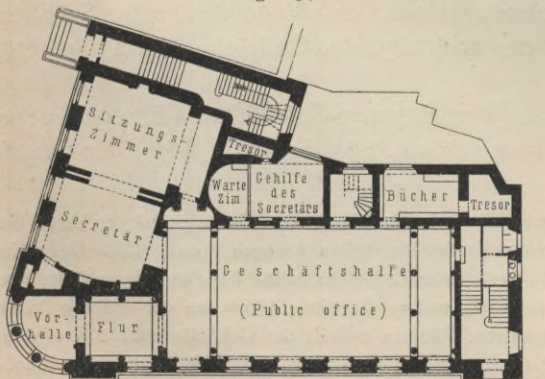 Sitzungs-
Zimmer
Tresor
Warte
Zim
Gehilfe
des
Secretärs
Bücher
Tresor
Secretär
Geschäftshalle
(Public office)
Vor-
halle
Flur